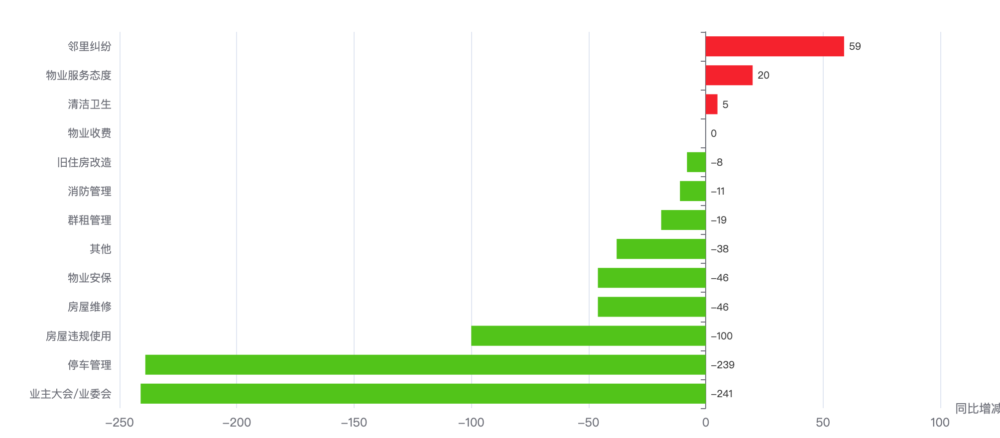 邻里纠纷 59
物业服务态度 20
清洁卫生 5
物业收费 0
旧住房改造 -8
消防管理 -11
群租管理 -19
其他 -38
物业安保 -46
房屋维修 -46
房屋违规使用 -100
停车管理 -239
业主大会/业委会 -241
同比增减
-250 -200 -150 -100 -50 0 50 100